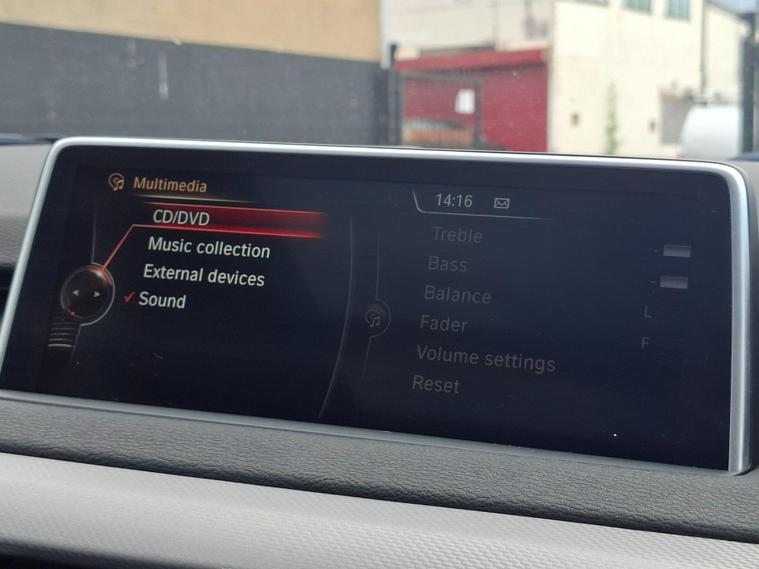 Multimedia
CD/DVD
Music collection
External devices
Sound
14:16
Treble
Bass
Balance
L
Fader
F
Volume settings
Reset